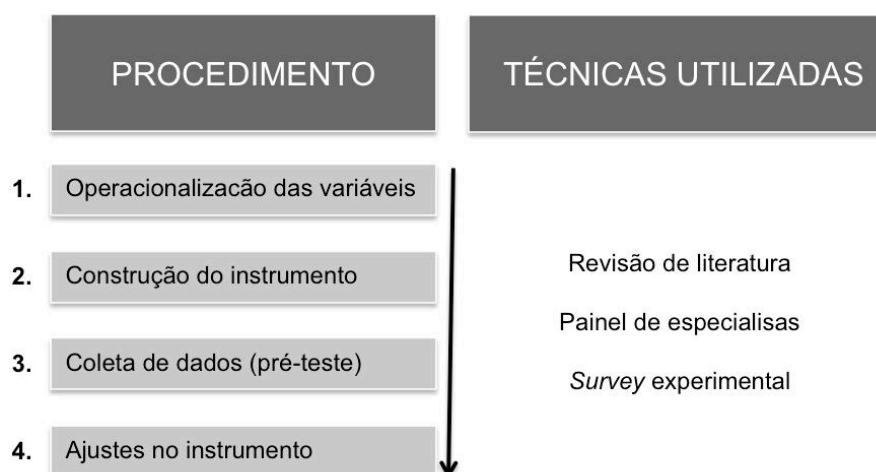 PROCEDIMENTO
TÉCNICAS UTILIZADAS
1. Operacionalizacão das variáveis
2. Construção do instrumento
3. Coleta de dados (pré-teste)
4. Ajustes no instrumento
Revisão de literatura
Painel de especialisas
Survey experimental